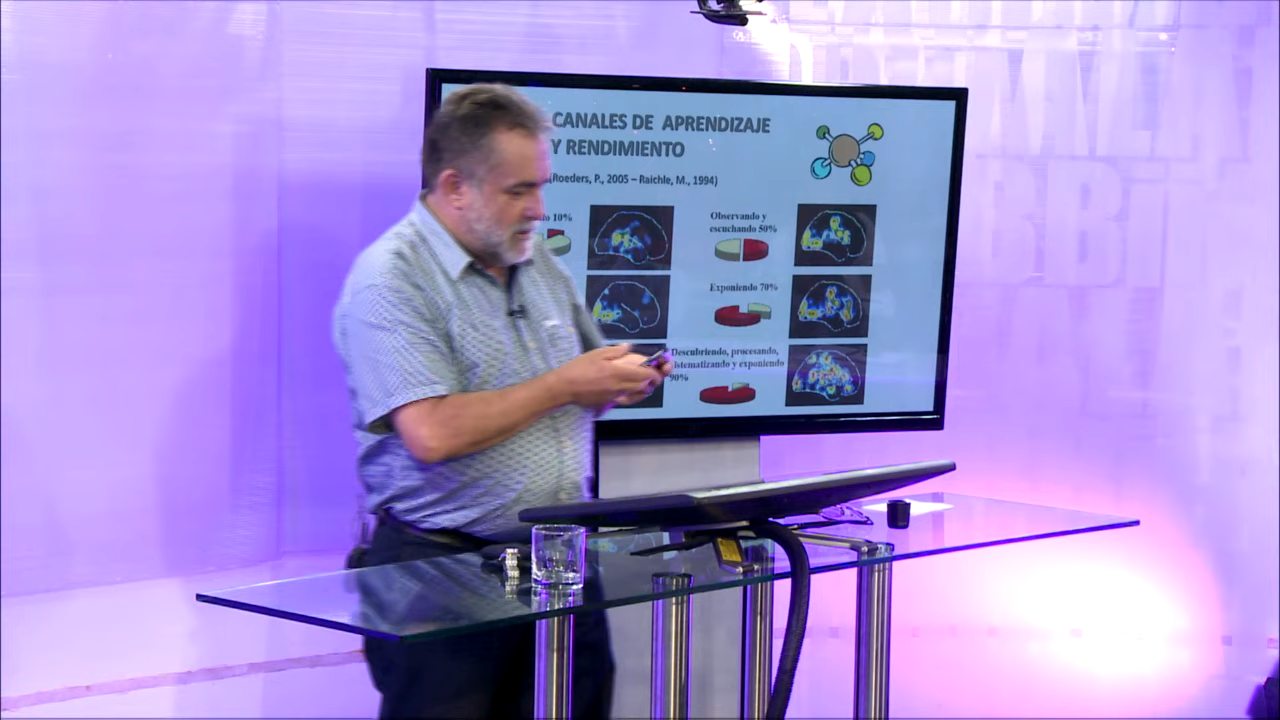 CANALES DE APRENDIZAJE
Y RENDIMIENTO
(Roeders, P., 2005 – Raichle, M., 1994)
10%
Observando y
escuchando 50%
Exponiendo 70%
Descubriendo, procesando,
sistematizando y exponiendo
90%